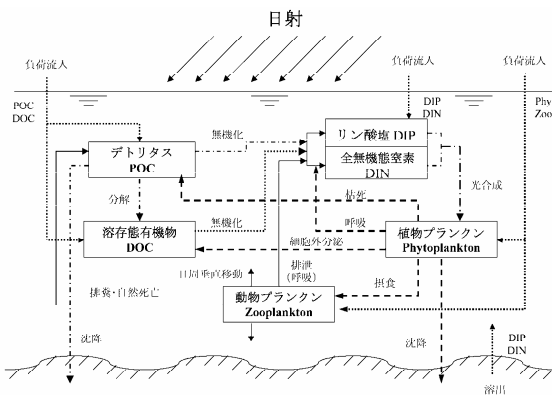 日射
負荷流入
負荷流入
負荷流入
POC
DOC
DIP
DIN
Phy
Zoo
無機化
リン酸塩 DIP
全無機態窒素
DIN
デトリタス
POC
枯死
光合成
分解
無機化
呼吸
溶存態有機物
DOC
細胞外分泌
植物プランクン
Phytoplankton
日周垂直移動
排泄
(呼吸)
摂食
排糞・自然死亡
動物プランクン
Zooplankton
沈降
沈降
DIP
DIN
溶出